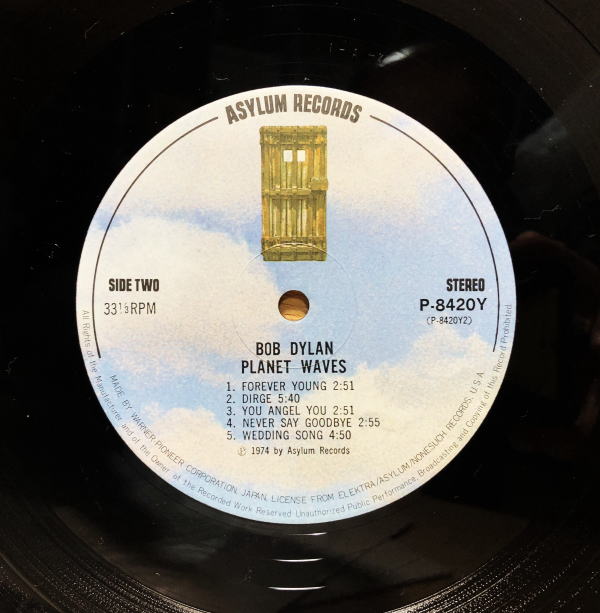 ASYLUM RECORDS
SIDE TWO
33⅓RPM
STEREO
P-8420Y
(P-8420Y2)
BOB DYLAN
PLANET WAVES
1. FOREVER YOUNG 2:51
2. DIRGE 5:40
3. YOU ANGEL YOU 2:51
4. NEVER SAY GOODBYE 2:55
5. WEDDING SONG 4:50
Ⓟ 1974 by Asylum Records
MADE BY WARNER-PIONEER CORPORATION, JAPAN, LICENSE FROM ELEKTRA/ASYLUM/NONESUCH RECORDS, U.S.A.
All Rights of the Manufacturer and of the Owner of the Recorded Work Reserved Unauthorized Public Performance, Broadcasting and Copying of this Record Prohibited